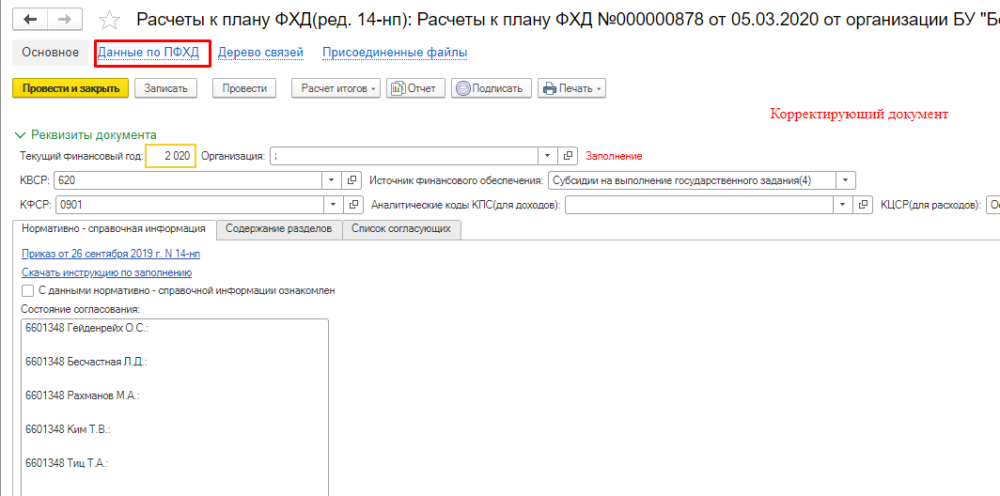 Расчеты к плану ФХД(ред. 14-нп): Расчеты к плану ФХД №000000878 от 05.03.2020 от организации БУ "Бо
Основное Данные по ПФХД Дерево связей Присоединенные файлы
Провести и закрыть Записать Провести Расчет итогов Отчет Подписать Печать
Корректирующий документ
Реквизиты документа
Текущий финансовый год: 2 020 Организация: Заполнение
КВСР: 620 Источник финансового обеспечения: Субсидии на выполнение государственного задания(4)
КФСР: 0901 Аналитические коды КПС(для доходов): КЦСР(для расходов):
Нормативно - справочная информация Содержание разделов Список согласующих
Приказ от 26 сентября 2019 г. N 14-нп
Скачать инструкцию по заполнению
С данными нормативно - справочной информации ознакомлен
Состояние согласования:
6601348 Гейденрейх О.С.:
6601348 Бесчастная Л.Д.:
6601348 Рахманов М.А.:
6601348 Ким Т.В.:
6601348 Тиц Т.А.: